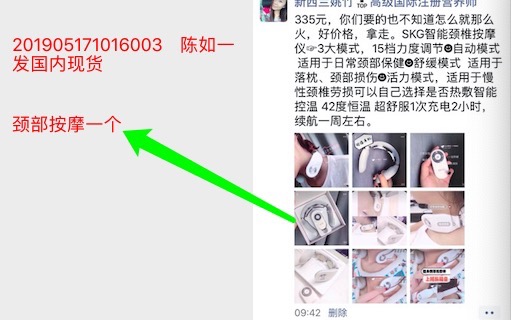 201905171016003 陈如一
发国内现货
颈部按摩一个
新西兰姚竹 高级国际注册营养师
335元，你们要的也不知道怎么就那么
火，好价格，拿走。SKG智能颈椎按摩
仪☞3大模式，15档力度调节☻自动模式
适用于日常颈部保健☻舒缓模式 适用于
落枕、颈部损伤☻活力模式，适用于慢
性颈椎劳损可以自己选择是否热敷智能
控温 42度恒温 超舒服1次充电2小时，
续航一周左右。
09:42 删除